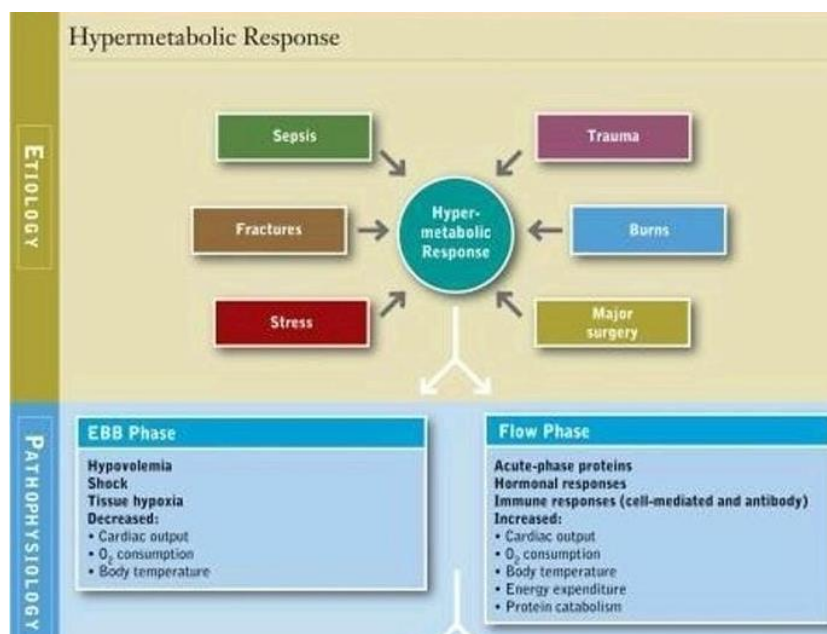 Hypermetabolic Response
ETIOLOGY
Sepsis
Trauma
Fractures
Hyper-
metabolic
Response
Burns
Stress
Major
surgery
PATHOPHYSIOLOGY
EBB Phase
Hypovolemia
Shock
Tissue hypoxia
Decreased:
• Cardiac output
• O₂ consumption
• Body temperature
Flow Phase
Acute-phase proteins
Hormonal responses
Immune responses (cell-mediated and antibody)
Increased:
• Cardiac output
• O₂ consumption
• Body temperature
• Energy expenditure
• Protein catabolism